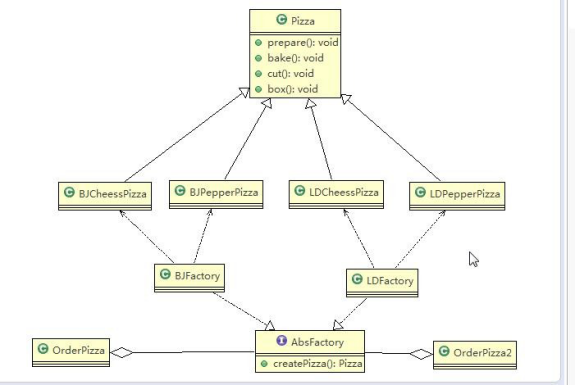 Pizza
prepare(): void
bake(): void
cut(): void
box(): void
BJCheessPizza
BJPepperPizza
LDCheessPizza
LDPepperPizza
BJFactory
LDFactory
AbsFactory
createPizza(): Pizza
OrderPizza
OrderPizza2